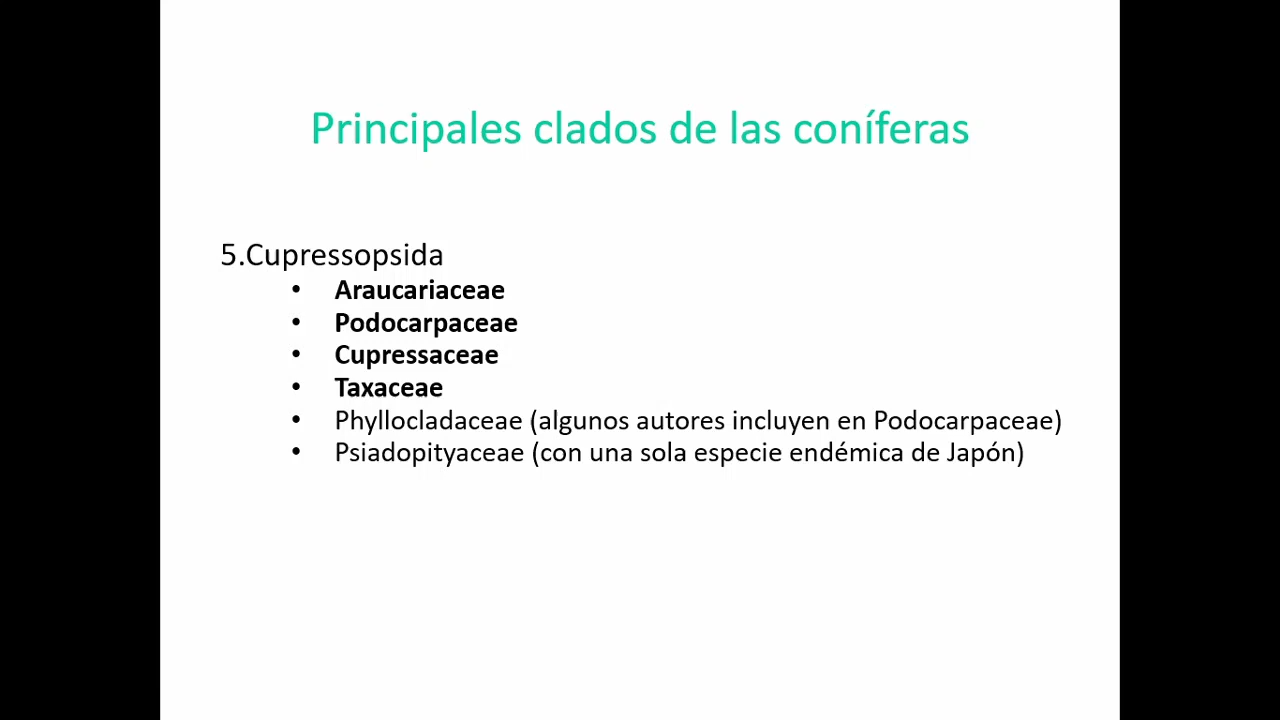 Principales clados de las coníferas
5.Cupressopsida
• Araucariaceae
• Podocarpaceae
• Cupressaceae
• Taxaceae
• Phyllocladaceae (algunos autores incluyen en Podocarpaceae)
• Psiadopityaceae (con una sola especie endémica de Japón)